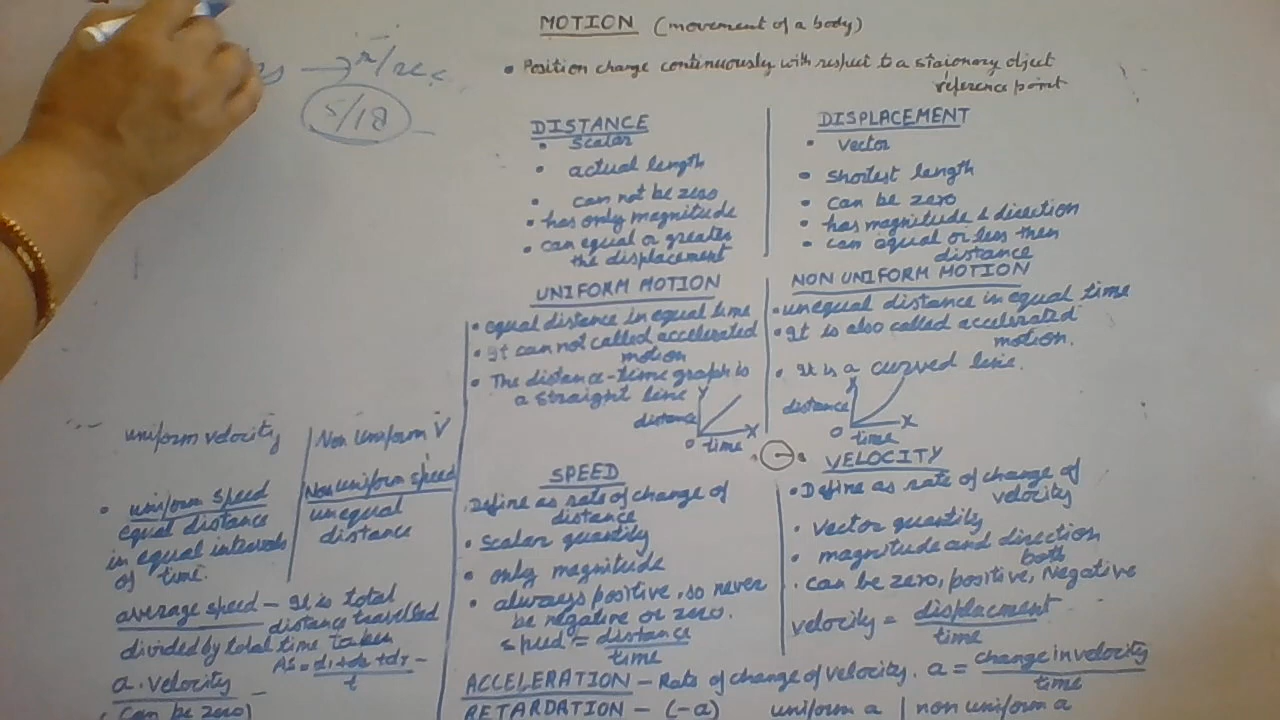 MOTION (movement of a body)
• Position change continuously with respect to a stationary object
reference point
→ m/sec
5/18
DISTANCE
• Scalar
• actual length
• can not be zero
• has only magnitude
• can equal or greater
the displacement
DISPLACEMENT
• vector
• shortest length
• can be zero
• has magnitude & direction
• can equal or less then
distance
UNIFORM MOTION
• equal distance in equal time
• It can not called accelerated
motion
• The distance-time graph is
a straight line
Y
distance
O time X
NON UNIFORM MOTION
• unequal distance in equal time
• It is also called accelerated
motion.
• It is a curved line.
Y
distance
O time X
uniform velocity
• uniform speed
equal distance
in equal intervals
of time.
Non Uniform V
Non uniform speed
unequal
distance
average speed - It is total
distance travelled
divided by total time taken
AS = d1+d2+d3 -
t
a. velocity -
(can be zero)
SPEED
Define as rate of change of
distance
• Scalar quantity
• only magnitude
• always positive, so never
be negative or zero.
speed = distance
time
VELOCITY
• Define as rate of change of
velocity
• vector quantity
• magnitude and direction
both
• can be zero, positive, Negative
velocity = displacment
time
ACCELERATION - Rate of change of velocity. a = change in velocity
time
RETARDATION - (-a) uniform a | non uniform a